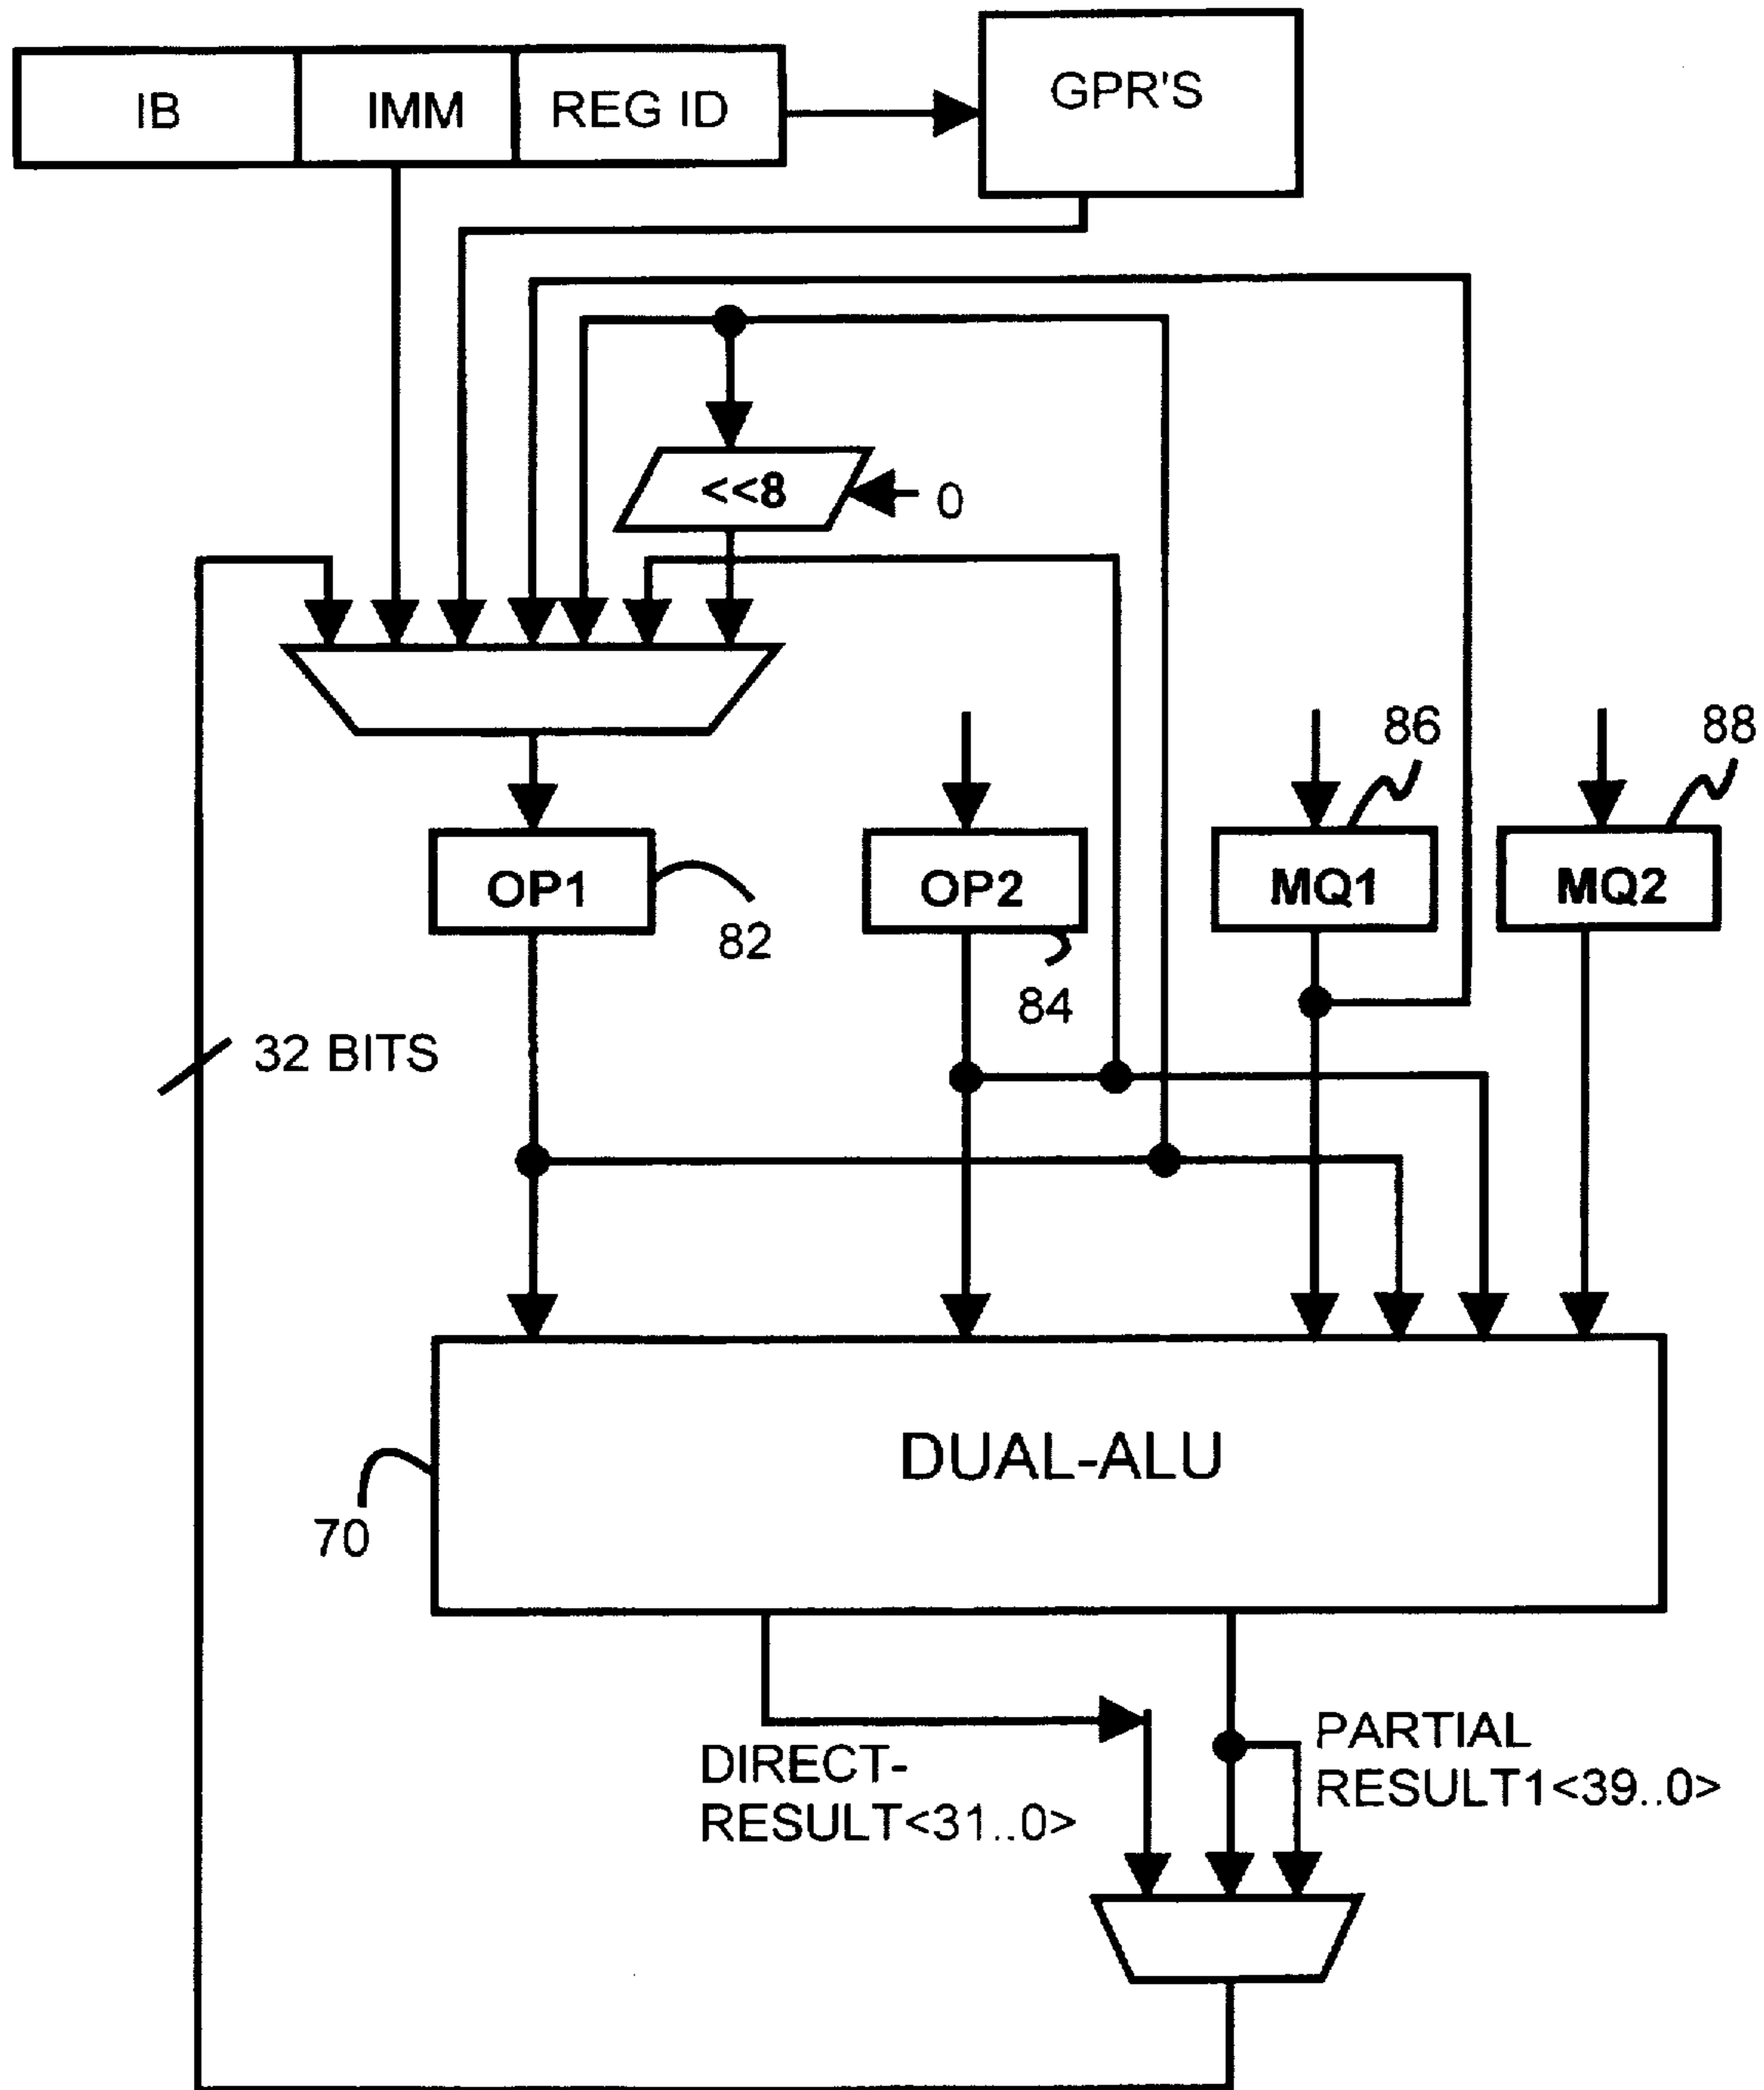 GPR'S
IB
IMM
REG ID
<<8
0
86
88
OP1
OP2
MQ1
MQ2
82
84
32 BITS
DUAL-ALU
70
PARTIAL
RESULT1<39..0>
DIRECT-
RESULT<31..0>